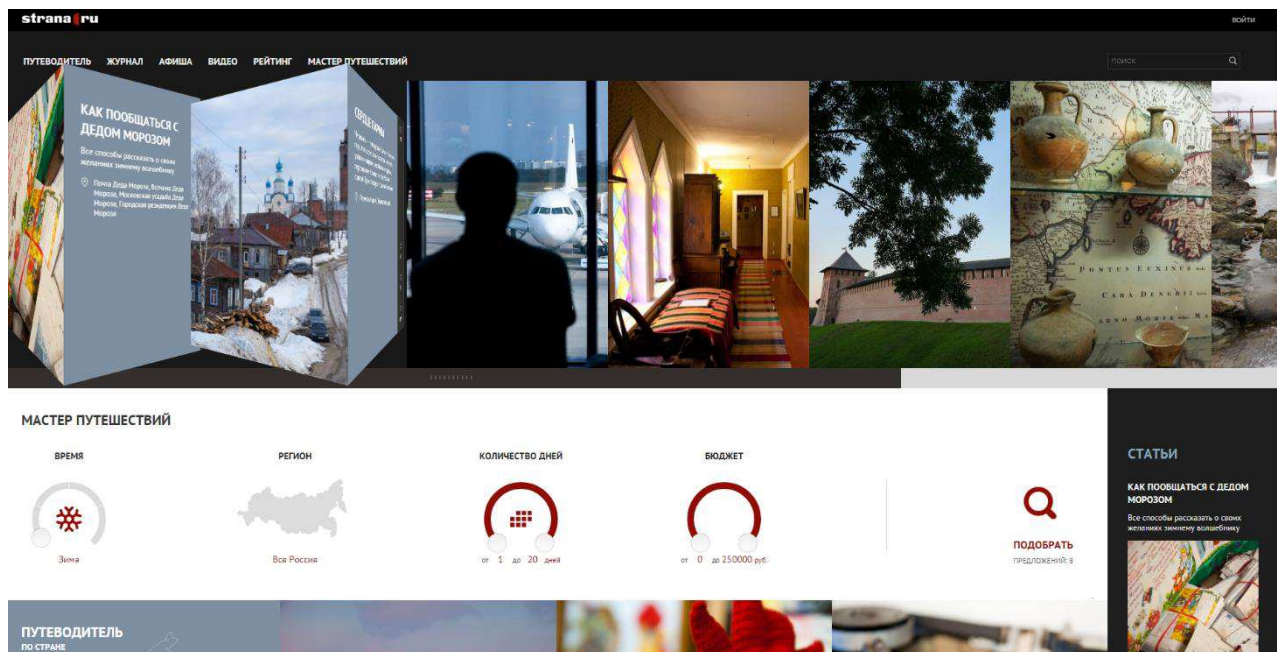 strana ru
ВОЙТИ
ПУТЕВОДИТЕЛЬ ЖУРНАЛ АФИША ВИДЕО РЕЙТИНГ МАСТЕР ПУТЕШЕСТВИЙ
ПОИСК
КАК ПООБЩАТЬСЯ С
ДЕДОМ МОРОЗОМ
Все способы рассказать о своих
желаниях зимнему волшебнику
Почта Деда Мороза, Вотчина Деда
Мороза, Московская усадьба Деда
Мороза, Городская резиденция Деда
Мороза
PONTUS EUXINUS
МАСТЕР ПУТЕШЕСТВИЙ
ВРЕМЯ
РЕГИОН
КОЛИЧЕСТВО ДНЕЙ
БЮДЖЕТ
Зима
Вся Россия
от 1 до 20 дней
от 0 до 250000 руб.
ПОДОБРАТЬ
ПРЕДЛОЖЕНИЙ: 8
СТАТЬИ
КАК ПООБЩАТЬСЯ С ДЕДОМ
МОРОЗОМ
Все способы рассказать о своих
желаниях зимнему волшебнику
ПУТЕВОДИТЕЛЬ
ПО СТРАНЕ